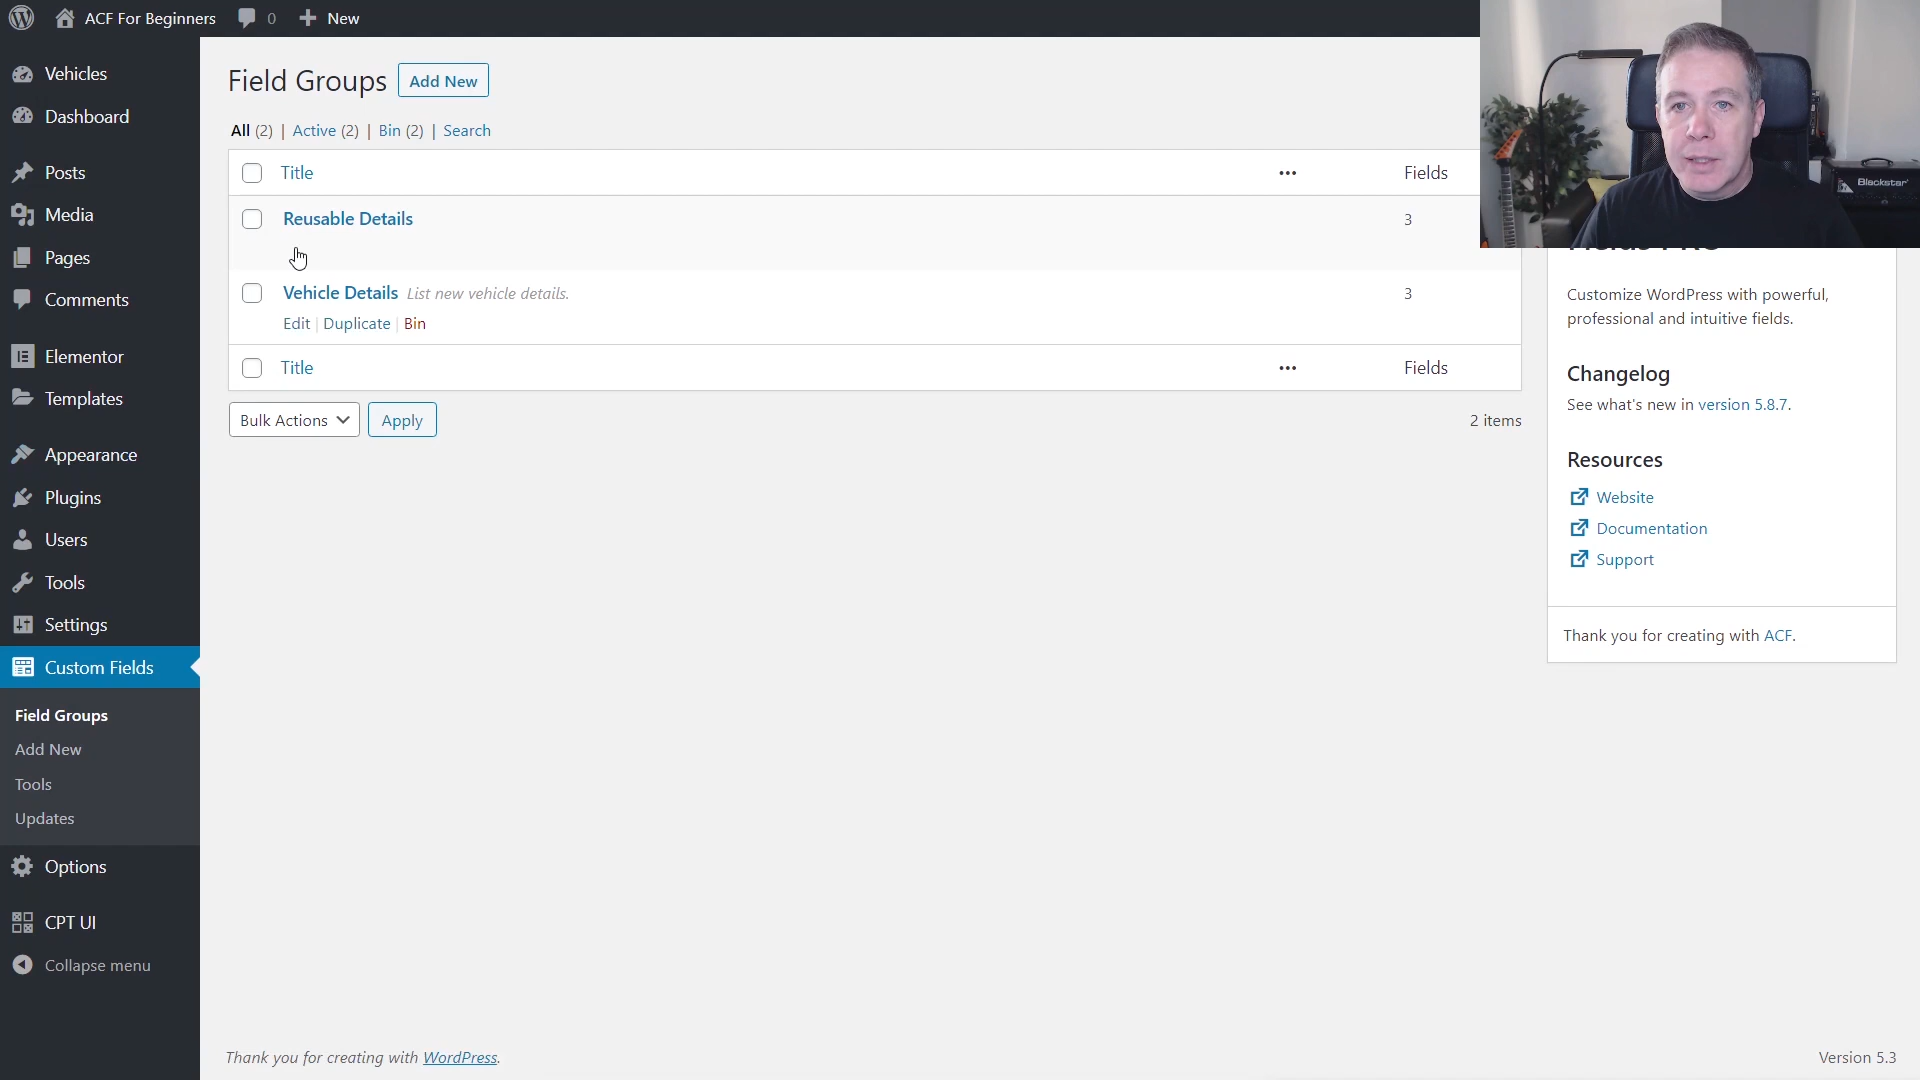 ACF For Beginners 0 New
Vehicles
Dashboard
Posts
Media
Pages
Comments
Elementor
Templates
Appearance
Plugins
Users
Tools
Settings
Custom Fields
Field Groups
Add New
Tools
Updates
Options
CPT UI
Collapse menu
Field Groups Add New
All (2) | Active (2) | Bin (2) | Search
Title ••• Fields
Reusable Details 3
Vehicle Details List new vehicle details. 3
Edit | Duplicate | Bin
Title ••• Fields
Bulk Actions Apply 2 items
Blackstar
Customize WordPress with powerful,
professional and intuitive fields.
Changelog
See what's new in version 5.8.7.
Resources
Website
Documentation
Support
Thank you for creating with ACF.
Thank you for creating with WordPress. Version 5.3